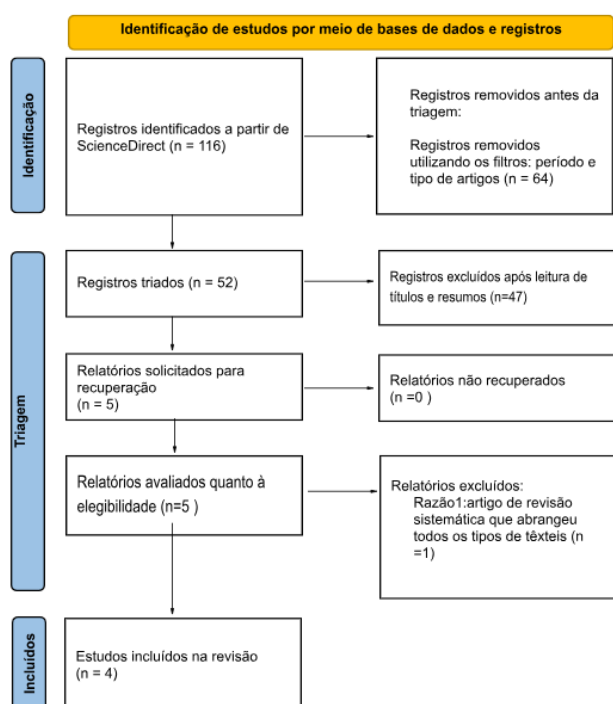 Identificação de estudos por meio de bases de dados e registros
Identificação
Registros identificados a partir de
ScienceDirect (n = 116)
Registros removidos antes da
triagem:
Registros removidos
utilizando os filtros: período e
tipo de artigos (n = 64)
Triagem
Registros triados (n = 52)
Registros excluídos após leitura de
títulos e resumos (n=47)
Relatórios solicitados para
recuperação
(n = 5)
Relatórios não recuperados
(n =0 )
Relatórios avaliados quanto à
elegibilidade (n=5 )
Relatórios excluídos:
Razão1:artigo de revisão
sistemática que abrangeu
todos os tipos de têxteis (n
=1)
Incluídos
Estudos incluídos na revisão
(n = 4)